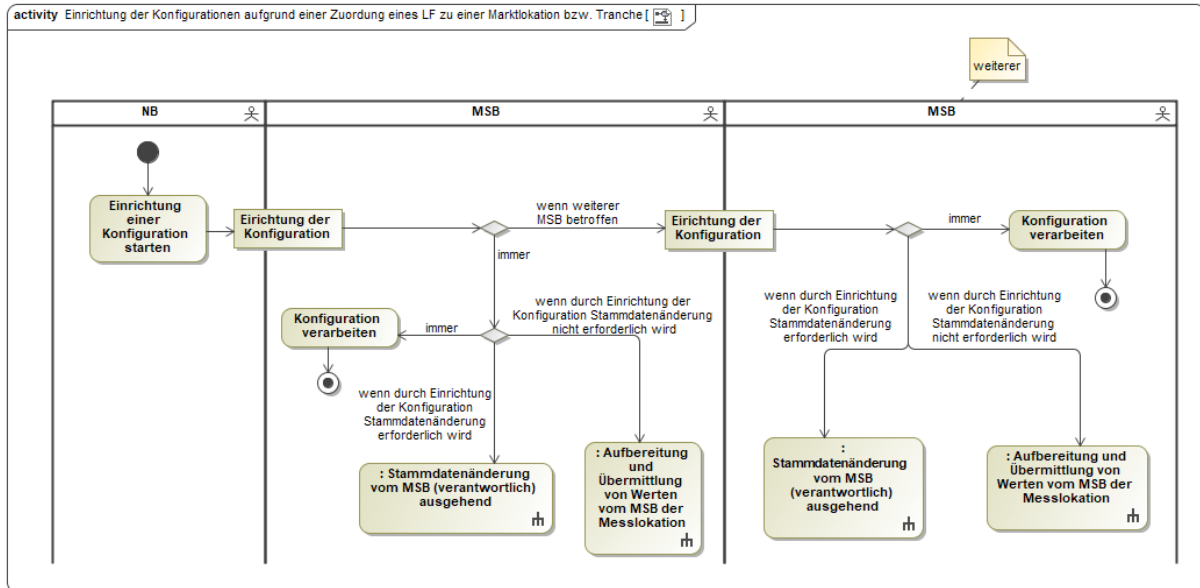 activity Einrichtung der Konfigurationen aufgrund einer Zuordung eines LF zu einer Marktlokation bzw. Tranche [ ]
weiterer
NB
MSB
MSB
Einrichtung
einer
Konfiguration
starten
Eirichtung der
Konfiguration
wenn weiterer
MSB betroffen
immer
Eirichtung der
Konfiguration
immer
Konfiguration
verarbeiten
Konfiguration
verarbeiten
immer
wenn durch Einrichtung der
Konfiguration Stammdatenänderung
nicht erforderlich wird
wenn durch Einrichtung
der Konfiguration
Stammdatenänderung
erforderlich wird
wenn durch Einrichtung
der Konfiguration
Stammdatenänderung
erforderlich wird
wenn durch Einrichtung
der Konfiguration
Stammdatenänderung
nicht erforderlich wird
: Stammdatenänderung
vom MSB (verantwortlich)
ausgehend
: Aufbereitung
und
Übermittlung
von Werten
vom MSB der
Messlokation
:
Stammdatenänderung
vom MSB
(verantwortlich)
ausgehend
: Aufbereitung und
Übermittlung von
Werten vom MSB der
Messlokation